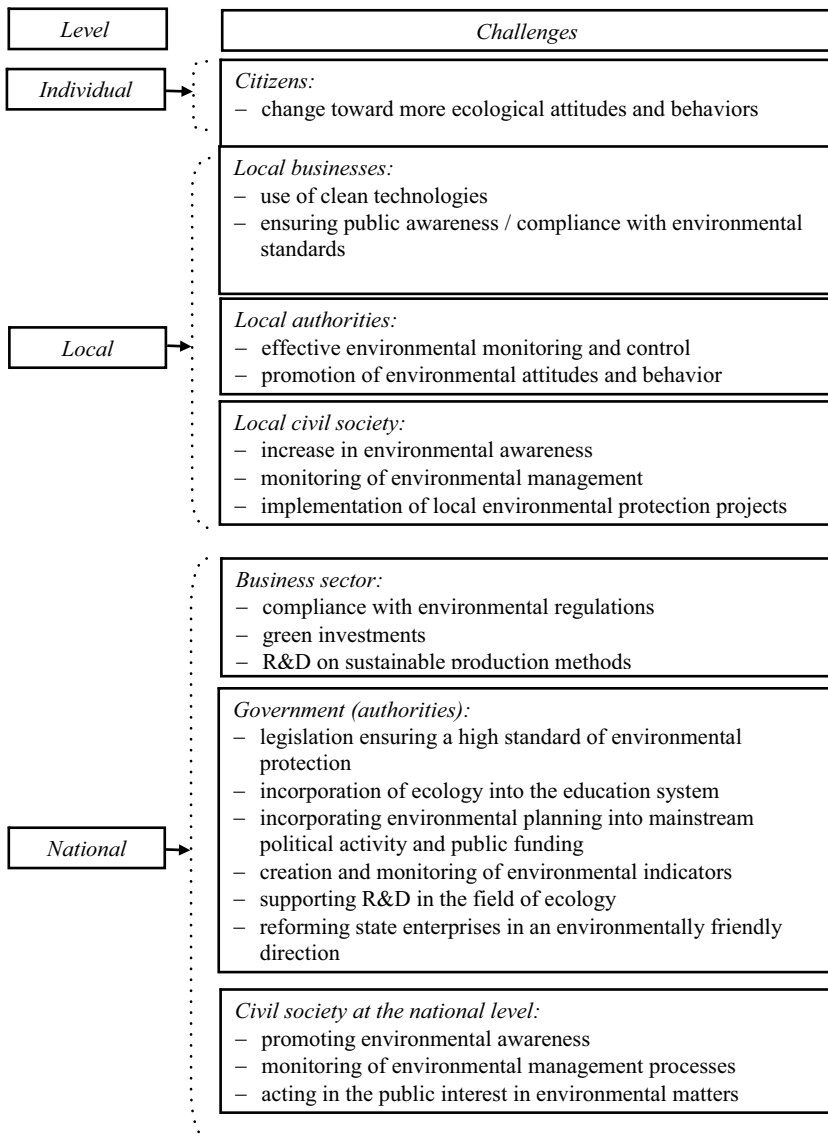 Level
Challenges
Individual
Citizens:
– change toward more ecological attitudes and behaviors
Local businesses:
– use of clean technologies
– ensuring public awareness / compliance with environmental
standards
Local
Local authorities:
– effective environmental monitoring and control
– promotion of environmental attitudes and behavior
Local civil society:
– increase in environmental awareness
– monitoring of environmental management
– implementation of local environmental protection projects
Business sector:
– compliance with environmental regulations
– green investments
– R&D on sustainable production methods
National
Government (authorities):
– legislation ensuring a high standard of environmental
protection
– incorporation of ecology into the education system
– incorporating environmental planning into mainstream
political activity and public funding
– creation and monitoring of environmental indicators
– supporting R&D in the field of ecology
– reforming state enterprises in an environmentally friendly
direction
Civil society at the national level:
– promoting environmental awareness
– monitoring of environmental management processes
– acting in the public interest in environmental matters